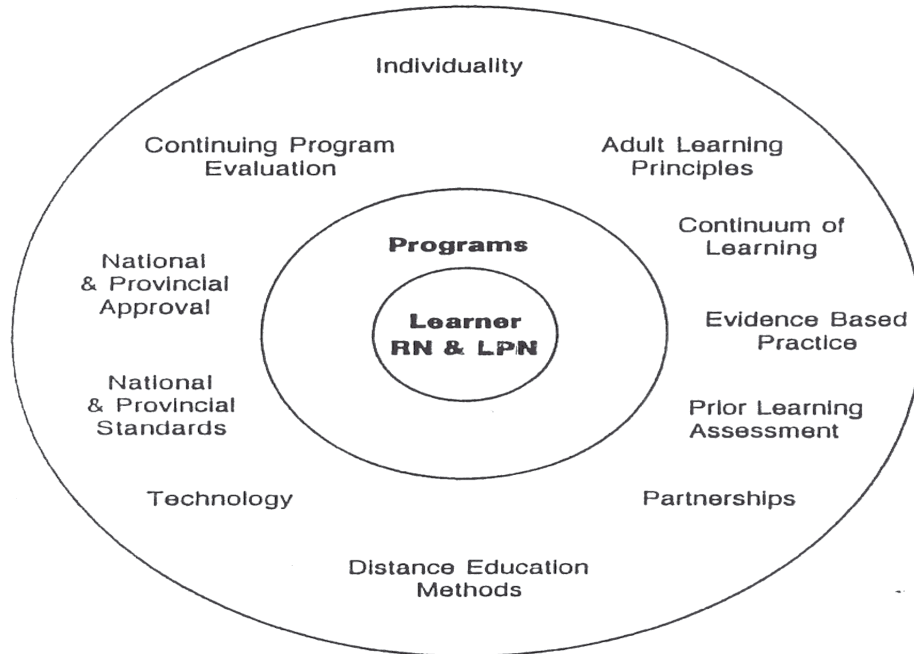 Individuality
Continuing Program
Evaluation
Adult Learning
Principles
Continuum of
Learning
National
& Provincial
Approval
Programs
Learner
RN & LPN
Evidence Based
Practice
National
& Provincial
Standards
Prior Learning
Assessment
Technology
Partnerships
Distance Education
Methods